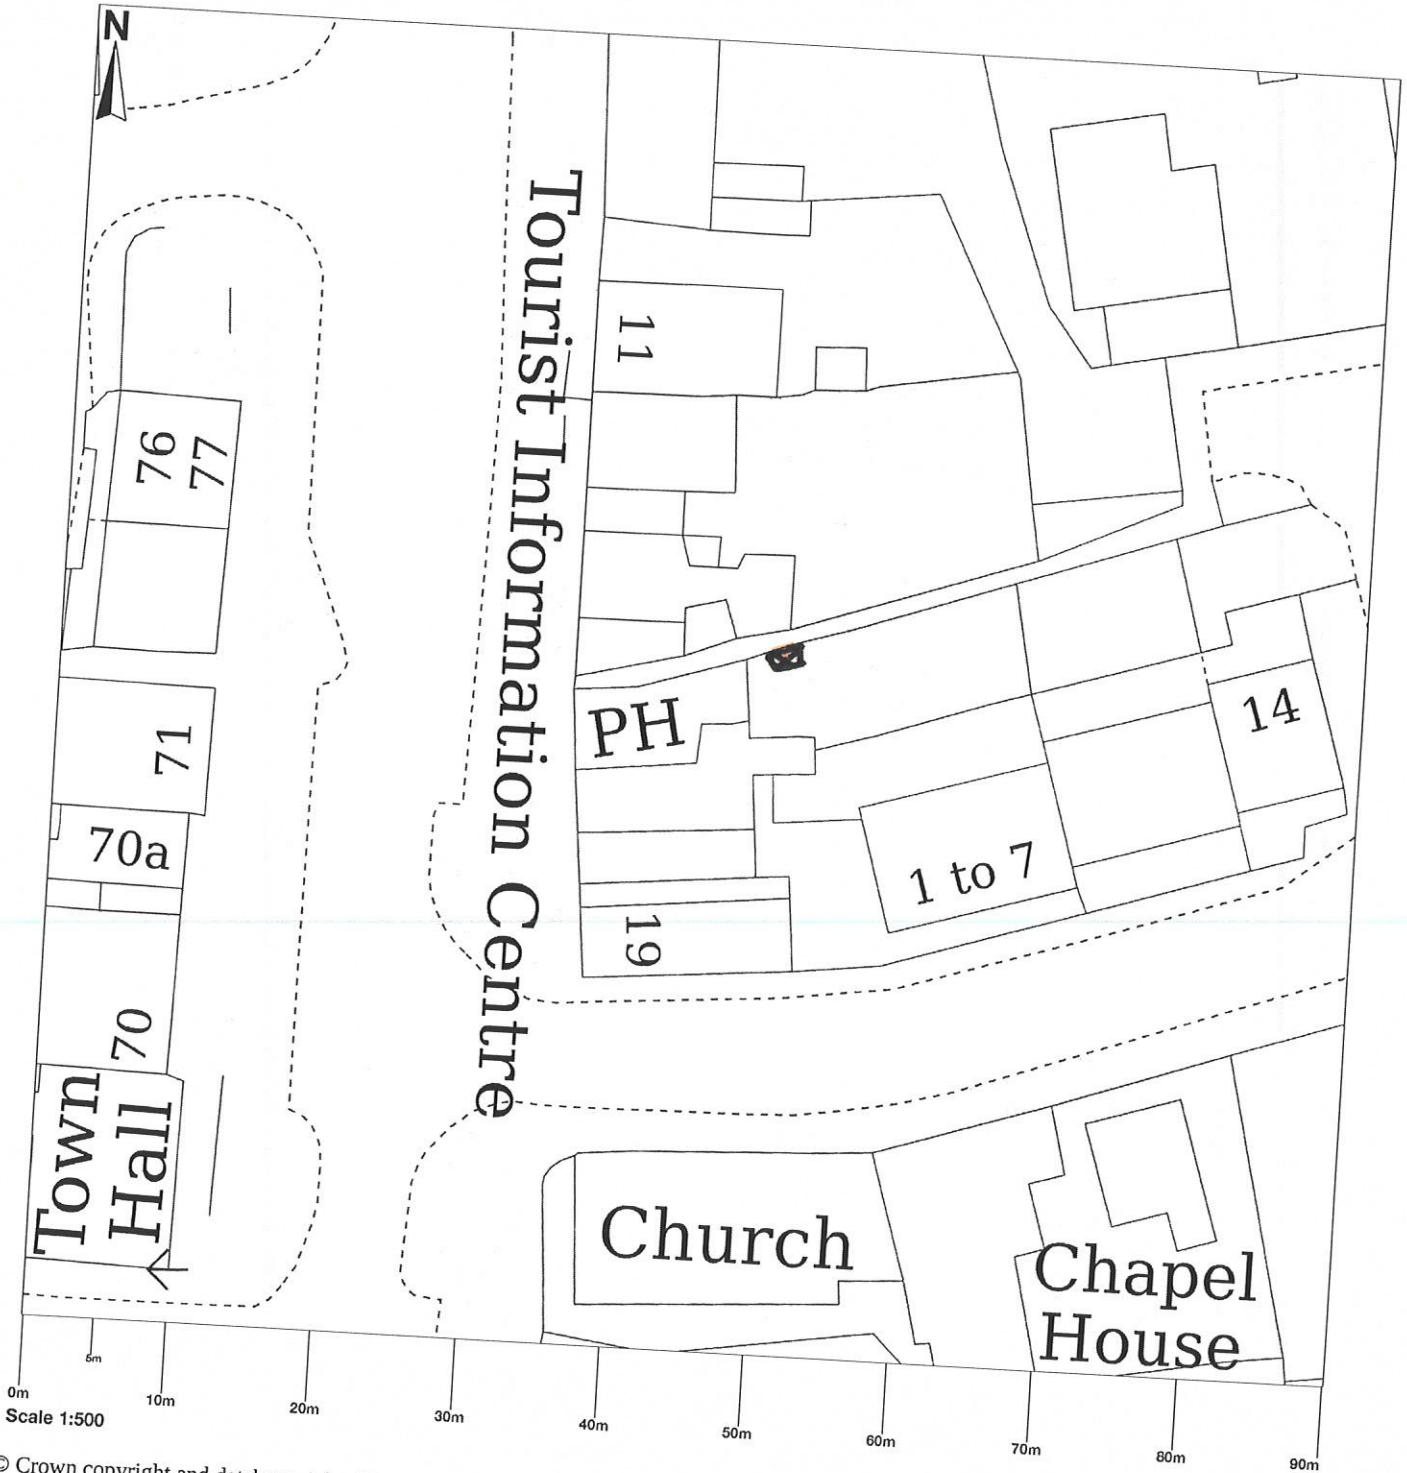 N
Tourist Information Centre
11
76
77
PH
71
14
70a
1 to 7
19
70
Town
Hall
Church
Chapel
House
0m
5m
10m
20m
30m
40m
50m
60m
70m
80m
90m
Scale 1:500
© Crown copyright and